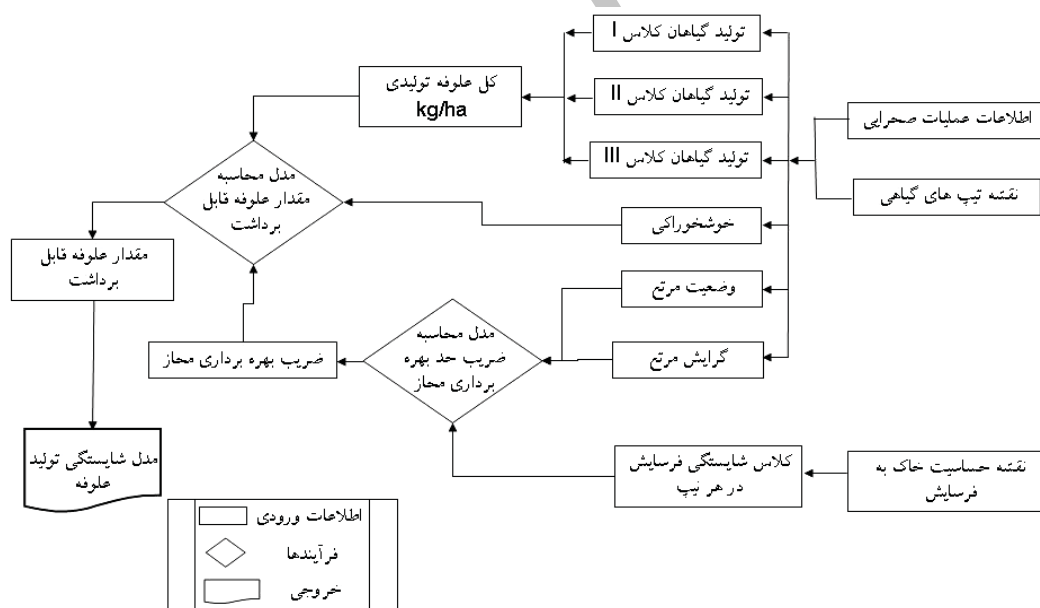 تولید گیاهان کلاس I
کل علوفه تولیدی
kg/ha
تولید گیاهان کلاس II
اطلاعات عملیات صحرایی
تولید گیاهان کلاس III
مدل محاسبه
مقدار علوفه قابل
برداشت
نقشه تیپ های گیاهی
خوشخوراکی
مقدار علوفه قابل
برداشت
وضعیت مرتع
مدل محاسبه
ضریب حد بهره
برداری مجاز
گرایش مرتع
ضریب بهره برداری مجاز
نقشه حساسیت خاک به
فرسایش
کلاس شایستگی فرسایش
در هر تیپ
مدل شایستگی تولید
علوفه
اطلاعات ورودی
فرآیندها
خروجی